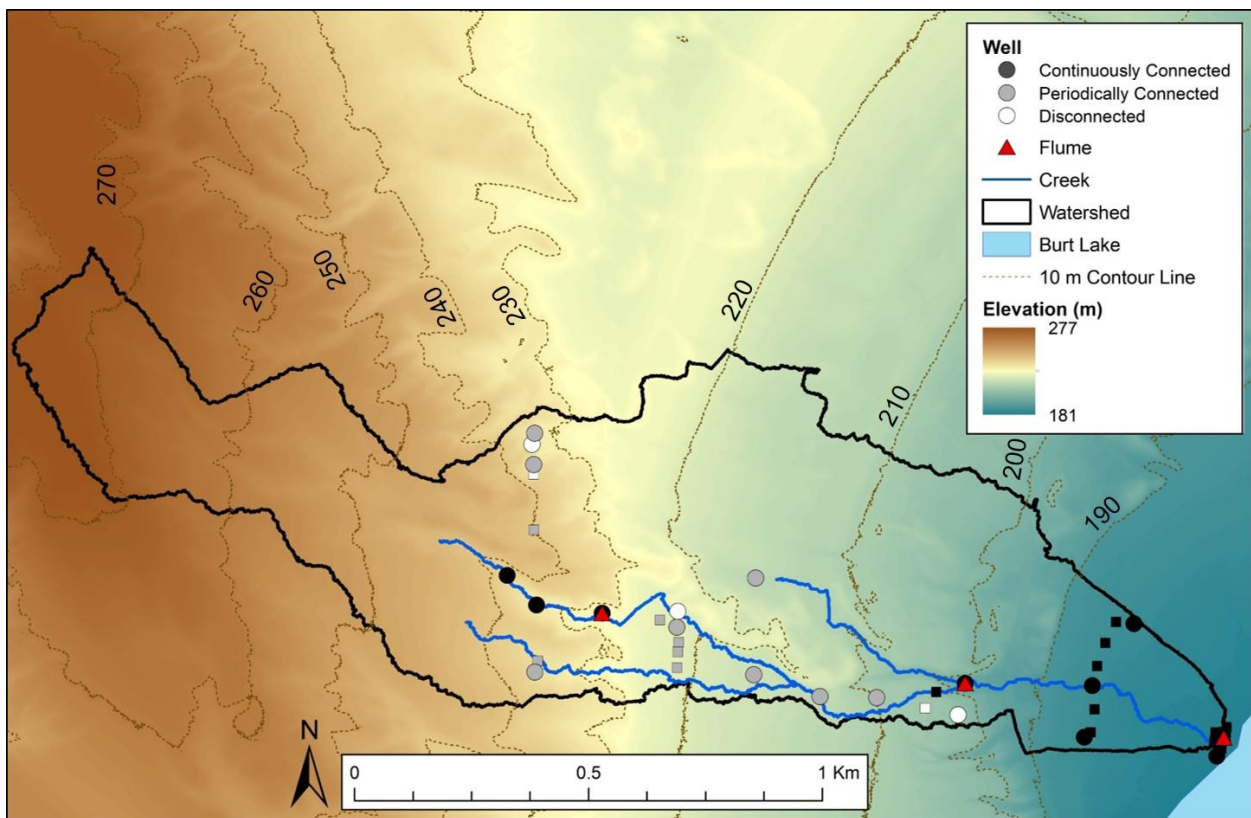 Well
Continuously Connected
Periodically Connected
Disconnected
Flume
Creek
Watershed
Burt Lake
10 m Contour Line
Elevation (m)
277
181
270
260
250
240
230
220
210
200
190
N
0 0.5 1 Km